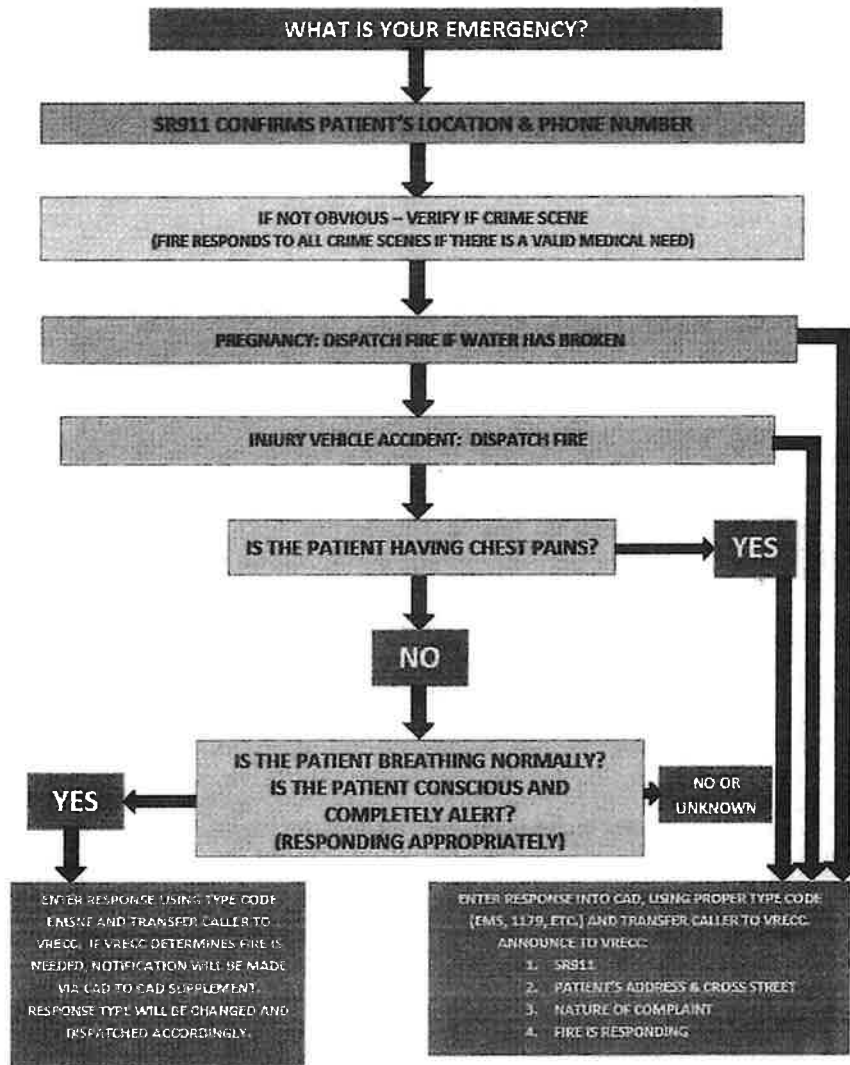 WHAT IS YOUR EMERGENCY?
SR911 CONFIRMS PATIENT'S LOCATION & PHONE NUMBER
IF NOT OBVIOUS – VERIFY IF CRIME SCENE
(FIRE RESPONDS TO ALL CRIME SCENES IF THERE IS A VALID MEDICAL NEED)
PREGNANCY: DISPATCH FIRE IF WATER HAS BROKEN
INJURY VEHICLE ACCIDENT: DISPATCH FIRE
IS THE PATIENT HAVING CHEST PAINS?
YES
NO
IS THE PATIENT BREATHING NORMALLY?
IS THE PATIENT CONSCIOUS AND
COMPLETELY ALERT?
(RESPONDING APPROPRIATELY)
YES
NO OR
UNKNOWN
ENTER RESPONSE USING TYPE CODE
EMSNF AND TRANSFER CALLER TO
VRECC. IF VRECC DETERMINES FIRE IS
NEEDED, NOTIFICATION WILL BE MADE
VIA CAD TO CAD SUPPLEMENT.
RESPONSE TYPE WILL BE CHANGED AND
DISPATCHED ACCORDINGLY.
ENTER RESPONSE INTO CAD, USING PROPER TYPE CODE
(EMS, 1179, ETC.) AND TRANSFER CALLER TO VRECC.
ANNOUNCE TO VRECC:
1. SR911
2. PATIENT'S ADDRESS & CROSS STREET
3. NATURE OF COMPLAINT
4. FIRE IS RESPONDING